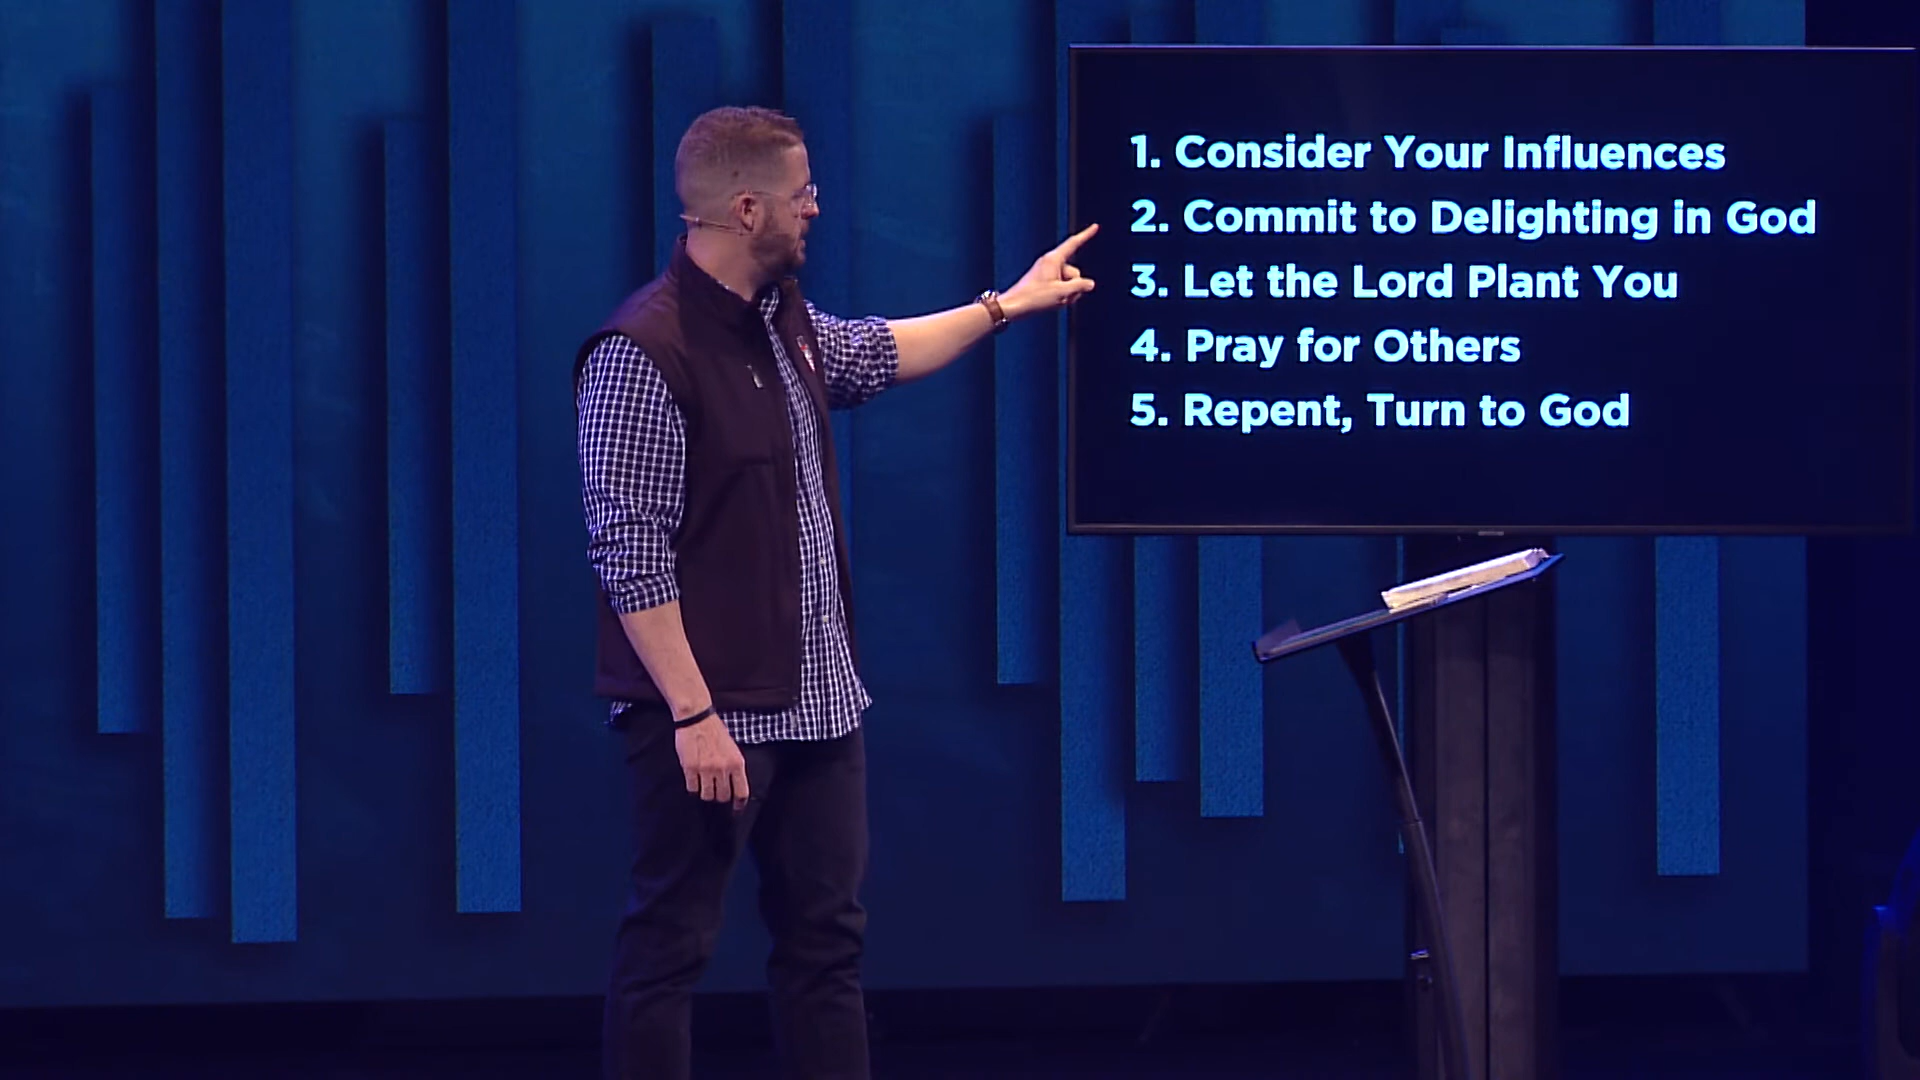 1. Consider Your Influences
2. Commit to Delighting in God
3. Let the Lord Plant You
4. Pray for Others
5. Repent, Turn to God